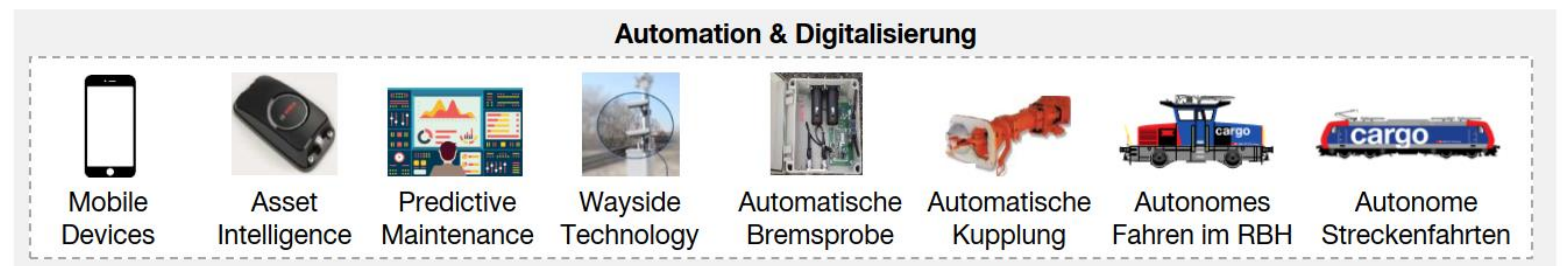 Automation & Digitalisierung
cargo
cargo
Mobile Devices
Asset Intelligence
Predictive Maintenance
Wayside Technology
Automatische Bremsprobe
Automatische Kupplung
Autonomes Fahren im RBH
Autonome Streckenfahrten